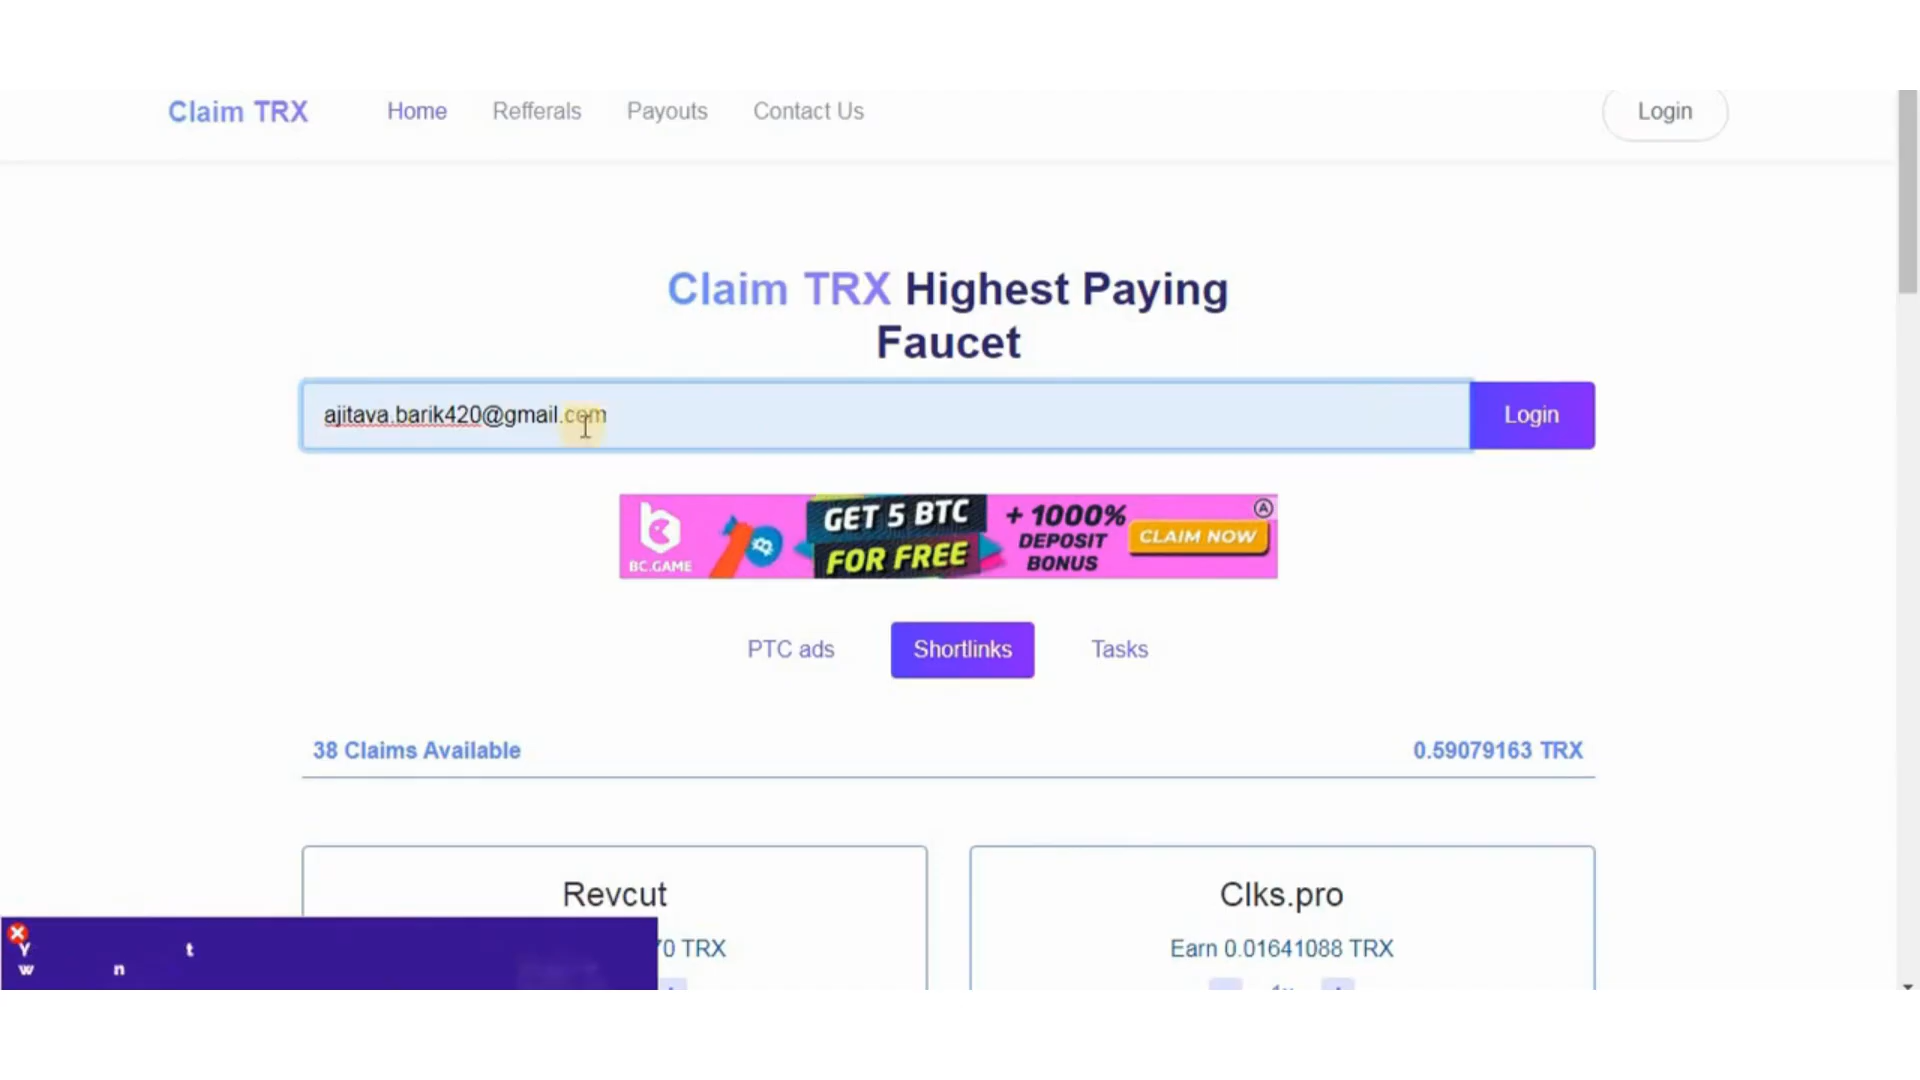 Claim TRX Home Refferals Payouts Contact Us Login
Claim TRX Highest Paying
Faucet
ajitava.barik420@gmail.com Login
BC.GAME
GET 5 BTC
FOR FREE
+ 1000%
DEPOSIT
BONUS
CLAIM NOW
PTC ads Shortlinks Tasks
38 Claims Available 0.59079163 TRX
Revcut Clks.pro
0 TRX Earn 0.01641088 TRX
Y t
w n